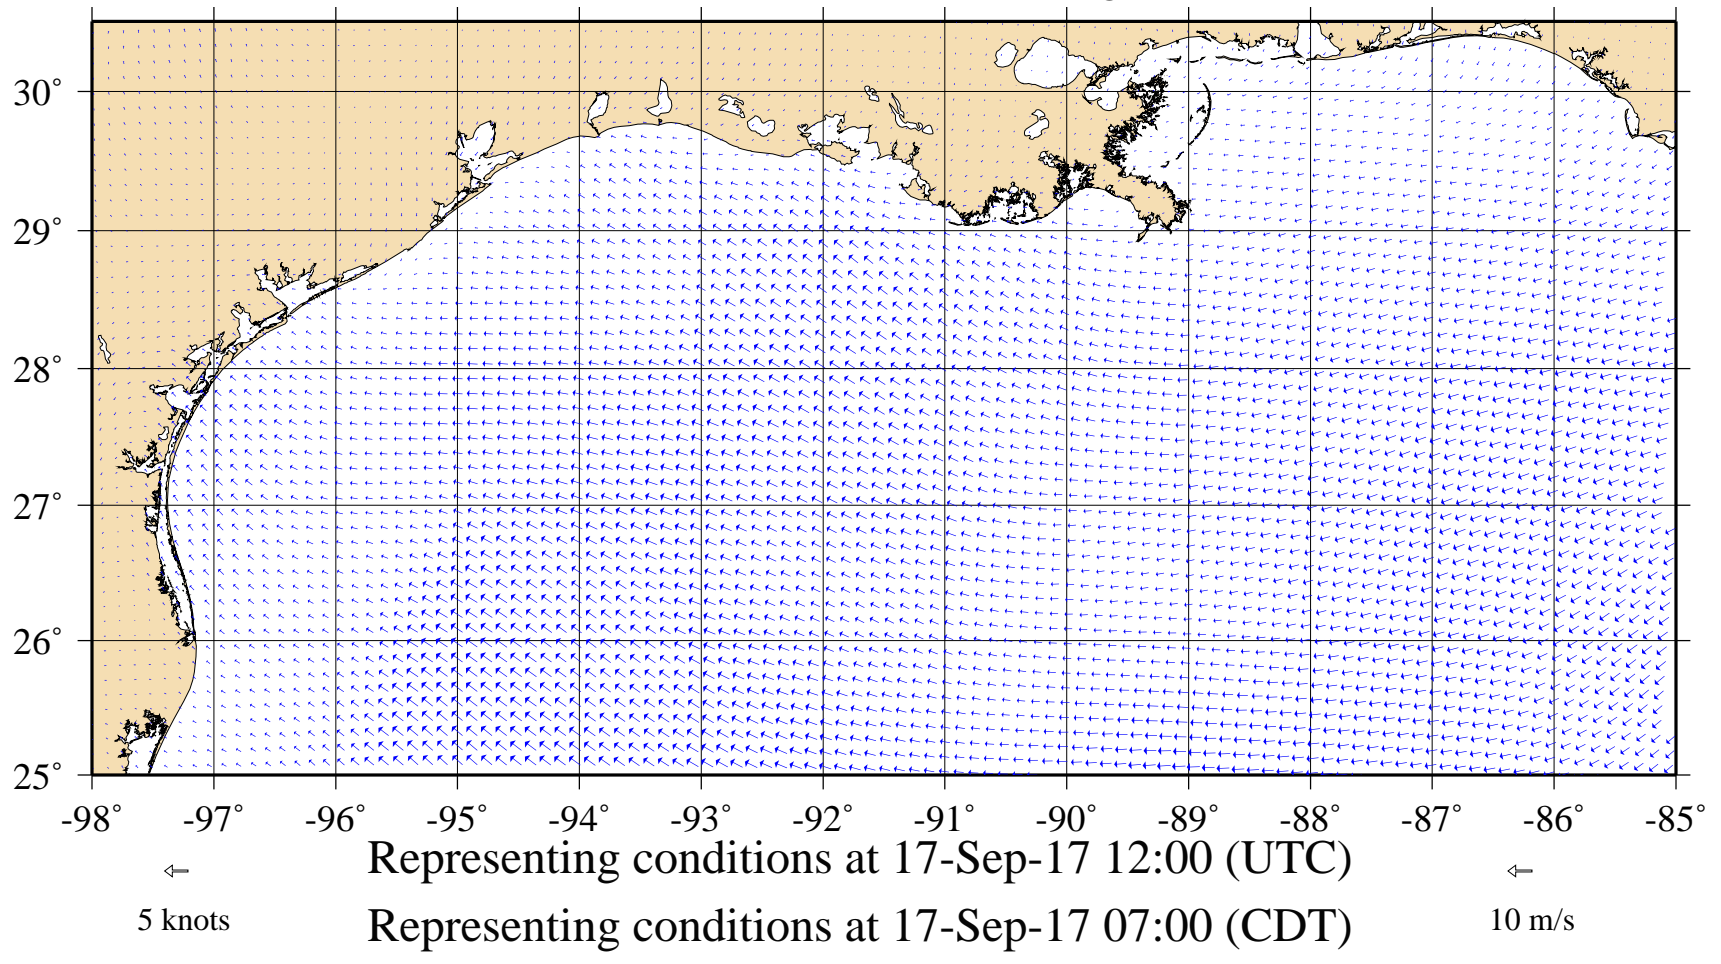 30°
29°
28°
27°
26°
25°
-98° -97° -96° -95° -94° -93° -92° -91° -90° -89° -88° -87° -86° -85°
Representing conditions at 17-Sep-17 12:00 (UTC)
5 knots
Representing conditions at 17-Sep-17 07:00 (CDT)
10 m/s